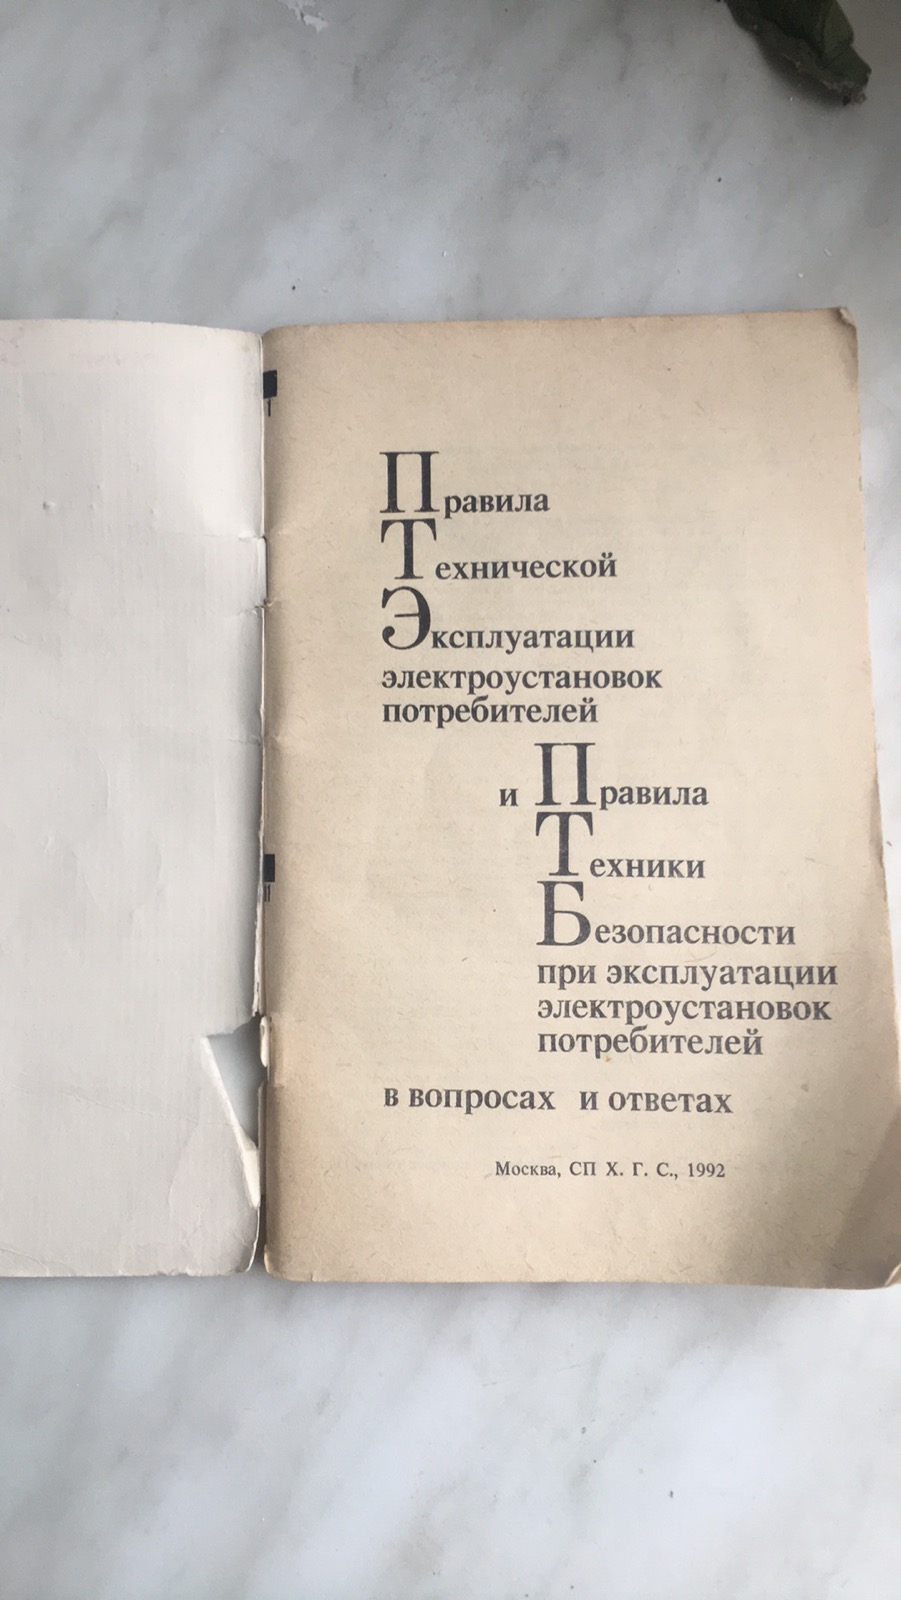 Правила
Технической
Эксплуатации
электроустановок
потребителей
и Правила
Техники
Безопасности
при эксплуатации
электроустановок
потребителей
в вопросах и ответах
Москва, СП Х. Г. С., 1992